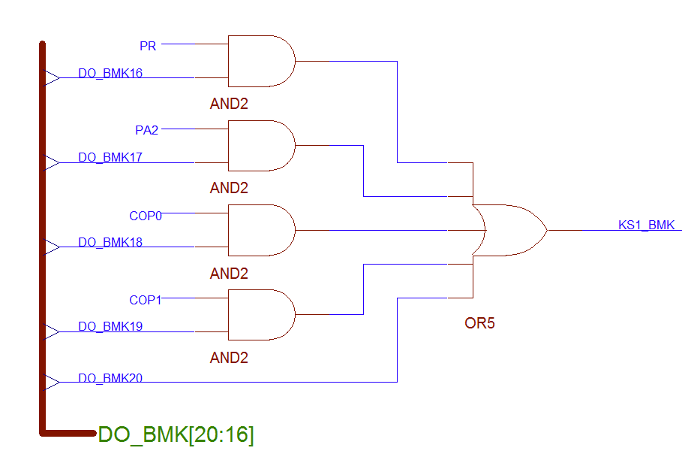 PR
DO_BMK16
AND2
PA2
DO_BMK17
AND2
COP0
DO_BMK18
KS1_BMK
AND2
COP1
DO_BMK19
OR5
AND2
DO_BMK20
DO_BMK[20:16]